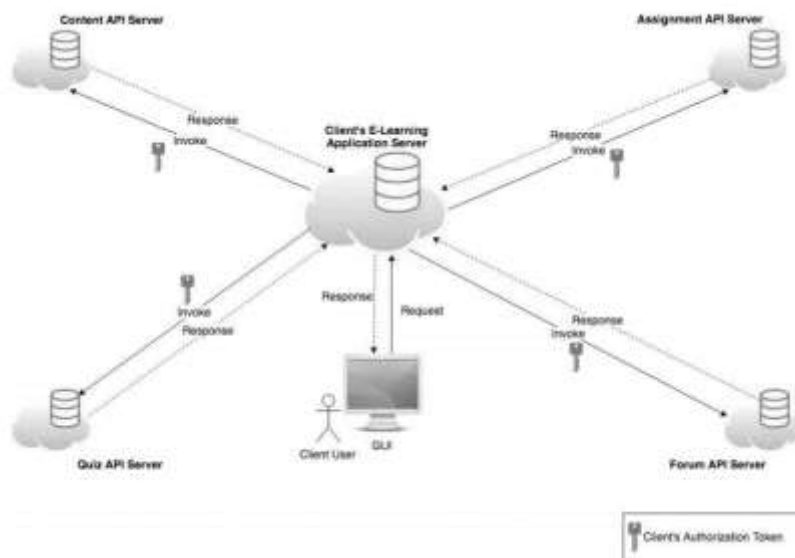 Content API Server
Assignment API Server
Response
Invoke
Client's E-Learning
Application Server
Response
Invoke
Invoke
Response
Response
Request
Response
Invoke
Client User
GUI
Quiz API Server
Forum API Server
Client's Authorization Token